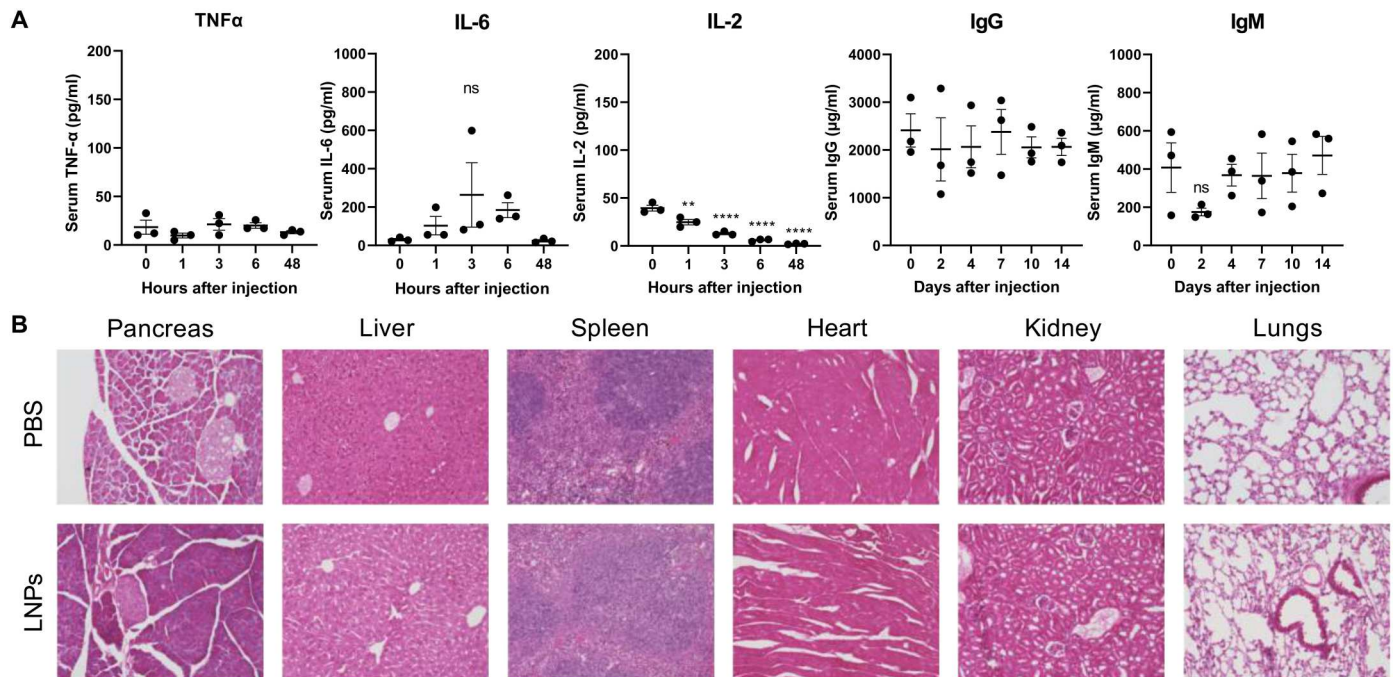 A
TNFα
IL-6
IL-2
IgG
IgM
Serum TNF-α (pg/ml)
200
150
100
50
0
0 1 3 6 48
Hours after injection
Serum IL-6 (pg/ml)
1000
800
600
400
200
0
ns
0 1 3 6 48
Hours after injection
Serum IL-2 (pg/ml)
200
150
100
50
0
** **** **** ****
0 1 3 6 48
Hours after injection
Serum IgG (µg/ml)
4000
3000
2000
1000
0
0 2 4 7 10 14
Days after injection
Serum IgM (µg/ml)
1000
800
600
400
200
0
ns
0 2 4 7 10 14
Days after injection
B
Pancreas Liver Spleen Heart Kidney Lungs
PBS
LNPs